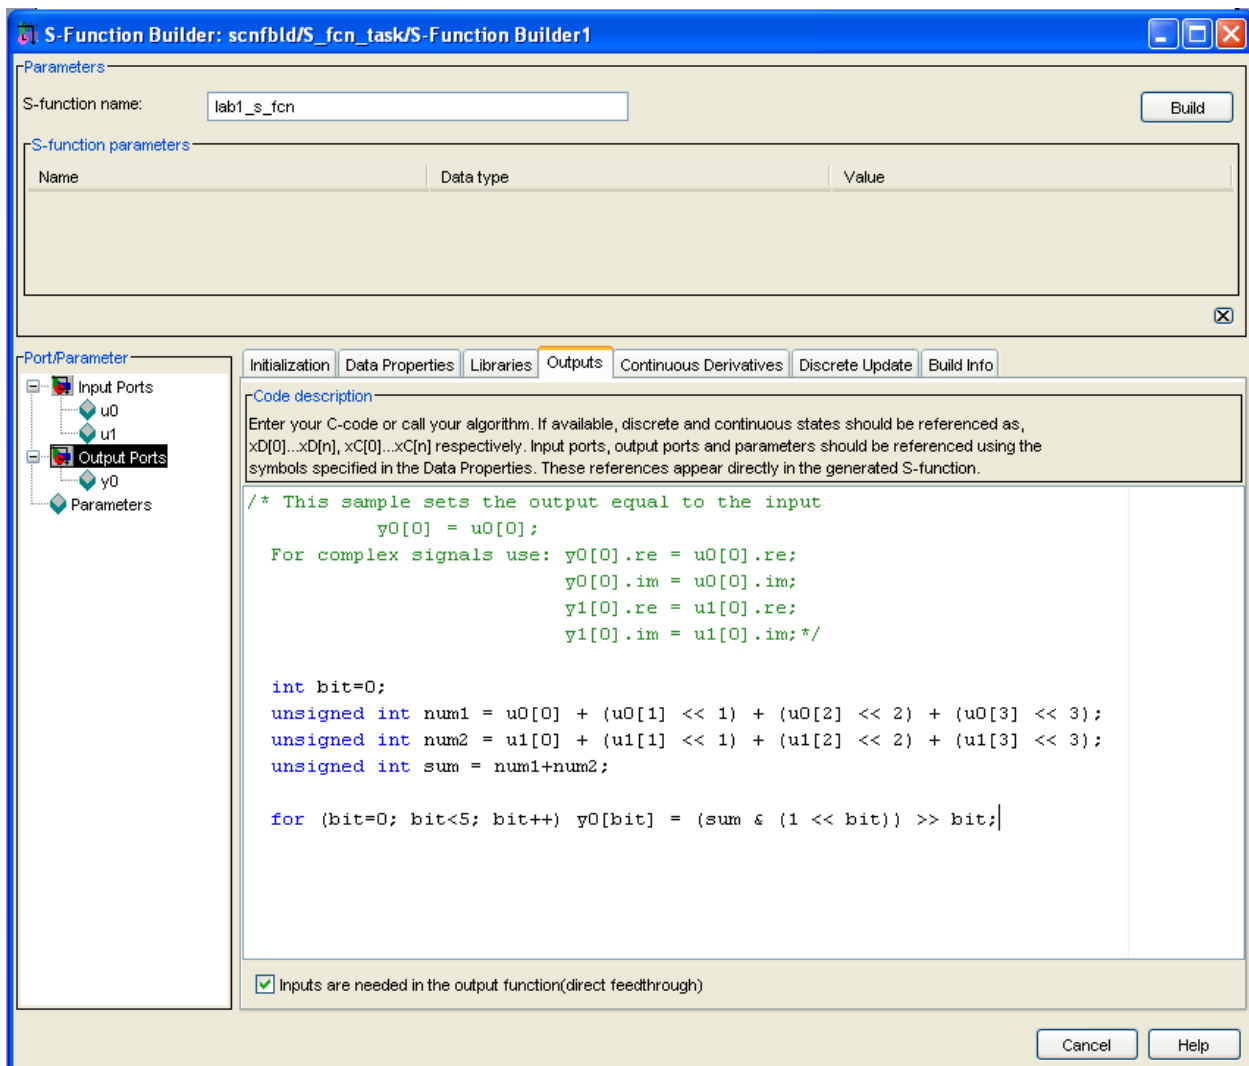 S-Function Builder: scnfbld/S_fcn_task/S-Function Builder1
Parameters
S-function name:
lab1_s_fcn
Build
S-function parameters
Name Data type Value
Port/Parameter
Input Ports
u0
u1
Output Ports
y0
Parameters
Initialization Data Properties Libraries Outputs Continuous Derivatives Discrete Update Build Info
Code description
Enter your C-code or call your algorithm. If available, discrete and continuous states should be referenced as,
xD[0]...xD[n], xC[0]...xC[n] respectively. Input ports, output ports and parameters should be referenced using the
symbols specified in the Data Properties. These references appear directly in the generated S-function.
/* This sample sets the output equal to the input
y0[0] = u0[0];
For complex signals use: y0[0].re = u0[0].re;
y0[0].im = u0[0].im;
y1[0].re = u1[0].re;
y1[0].im = u1[0].im;*/
int bit=0;
unsigned int num1 = u0[0] + (u0[1] << 1) + (u0[2] << 2) + (u0[3] << 3);
unsigned int num2 = u1[0] + (u1[1] << 1) + (u1[2] << 2) + (u1[3] << 3);
unsigned int sum = num1+num2;
for (bit=0; bit<5; bit++) y0[bit] = (sum & (1 << bit)) >> bit;
Inputs are needed in the output function(direct feedthrough)
Cancel Help